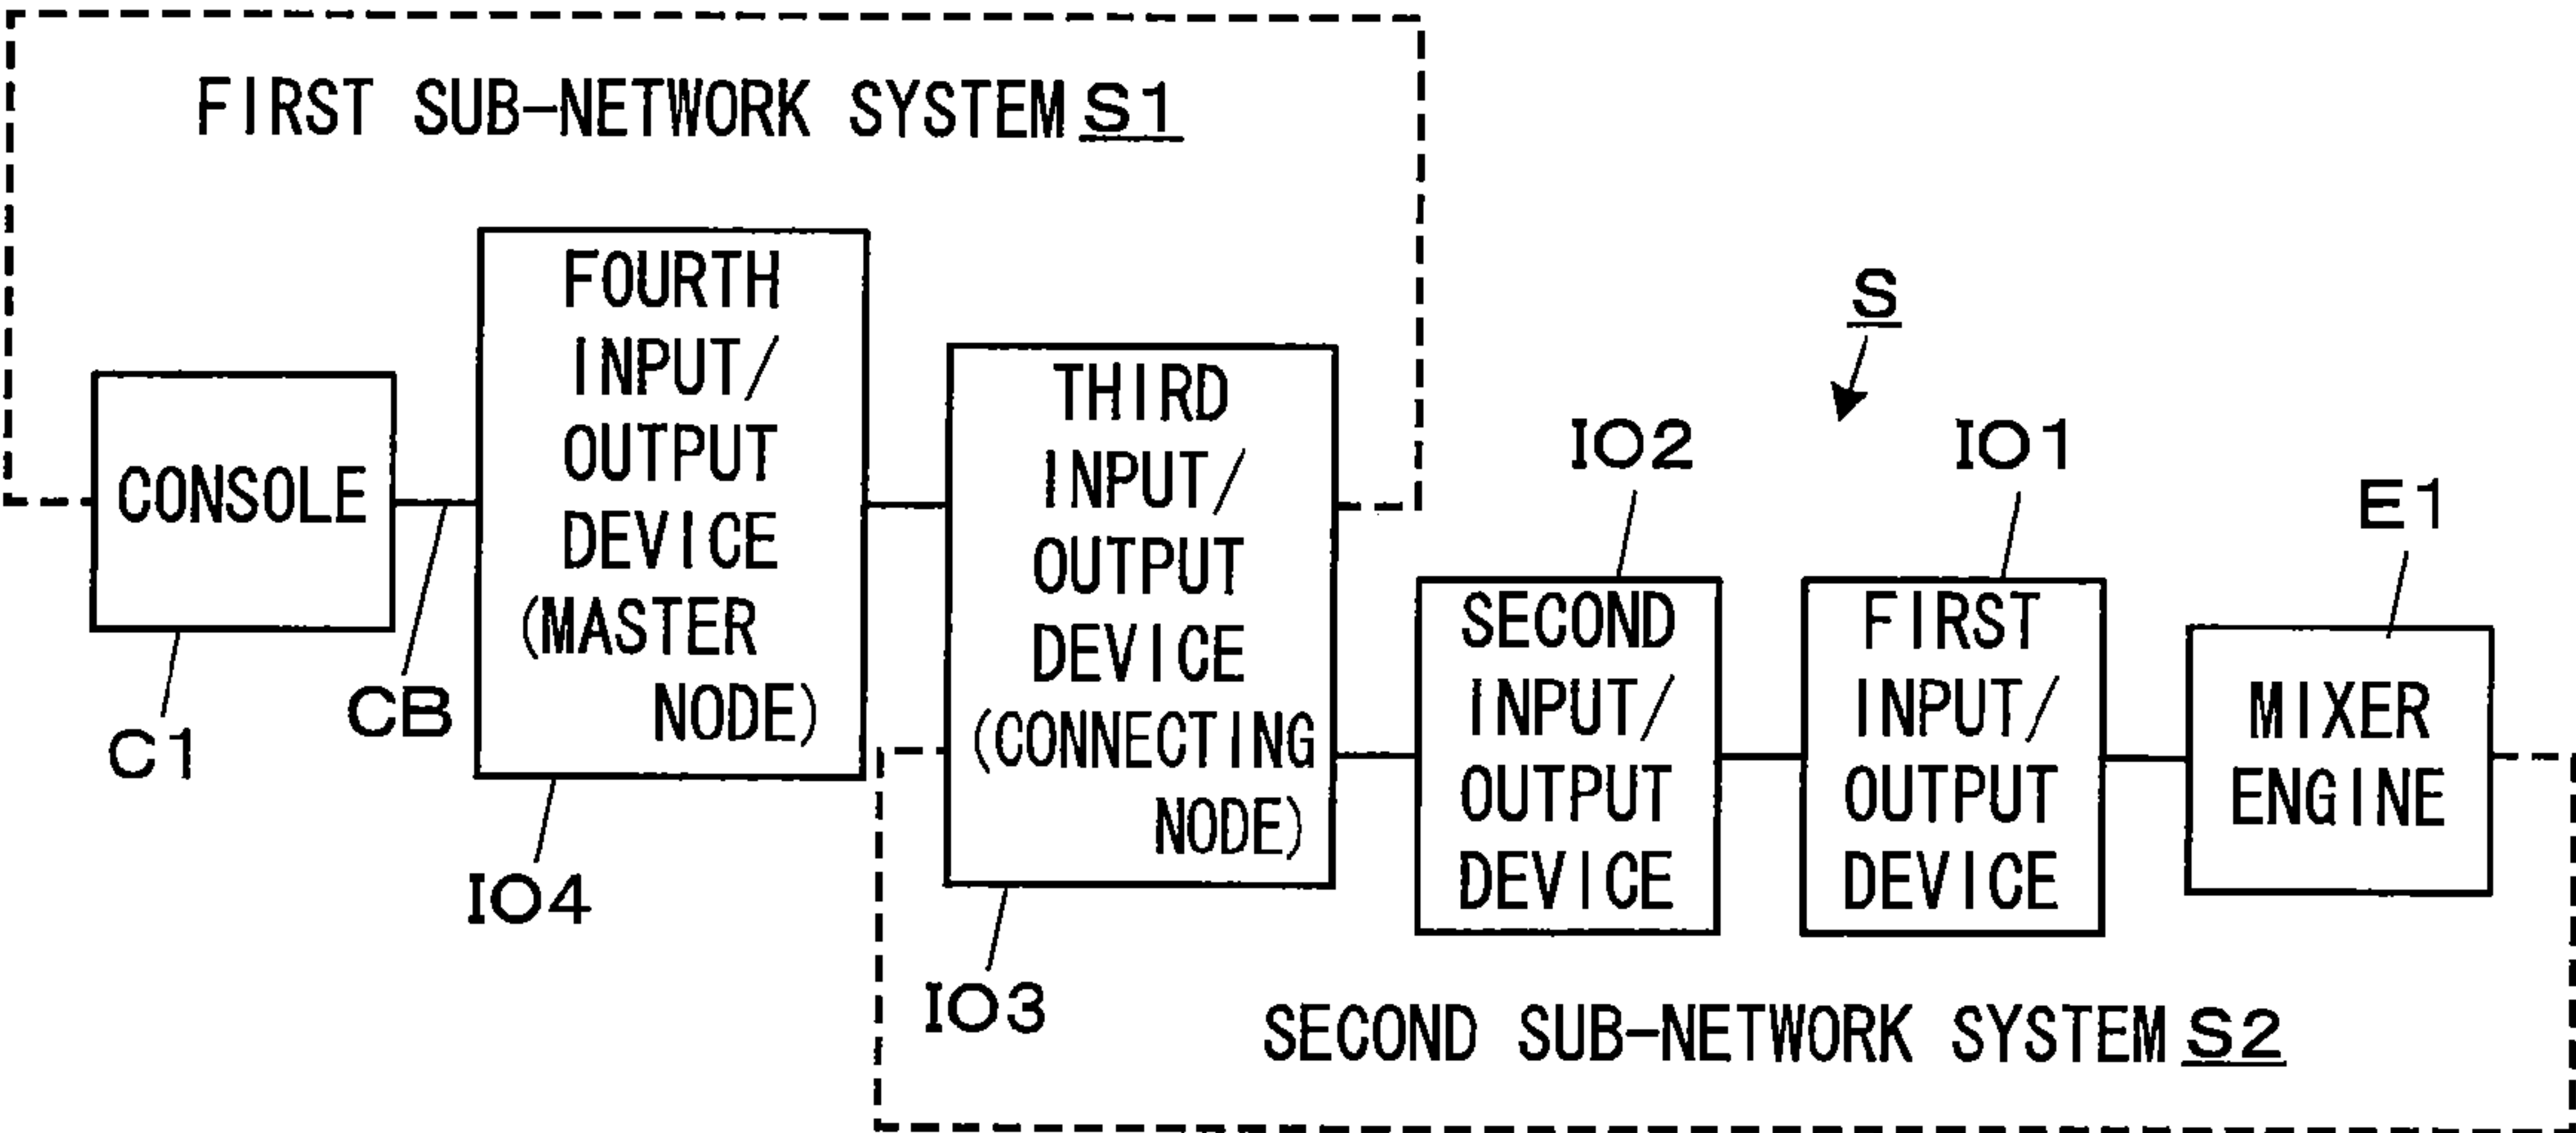 FIRST SUB-NETWORK SYSTEM S1
FOURTH
INPUT/
OUTPUT
DEVICE
(MASTER
NODE)
CONSOLE
C1
CB
IO4
THIRD
INPUT/
OUTPUT
DEVICE
(CONNECTING
NODE)
IO3
S
IO2
SECOND
INPUT/
OUTPUT
DEVICE
IO1
FIRST
INPUT/
OUTPUT
DEVICE
E1
MIXER
ENGINE
SECOND SUB-NETWORK SYSTEM S2